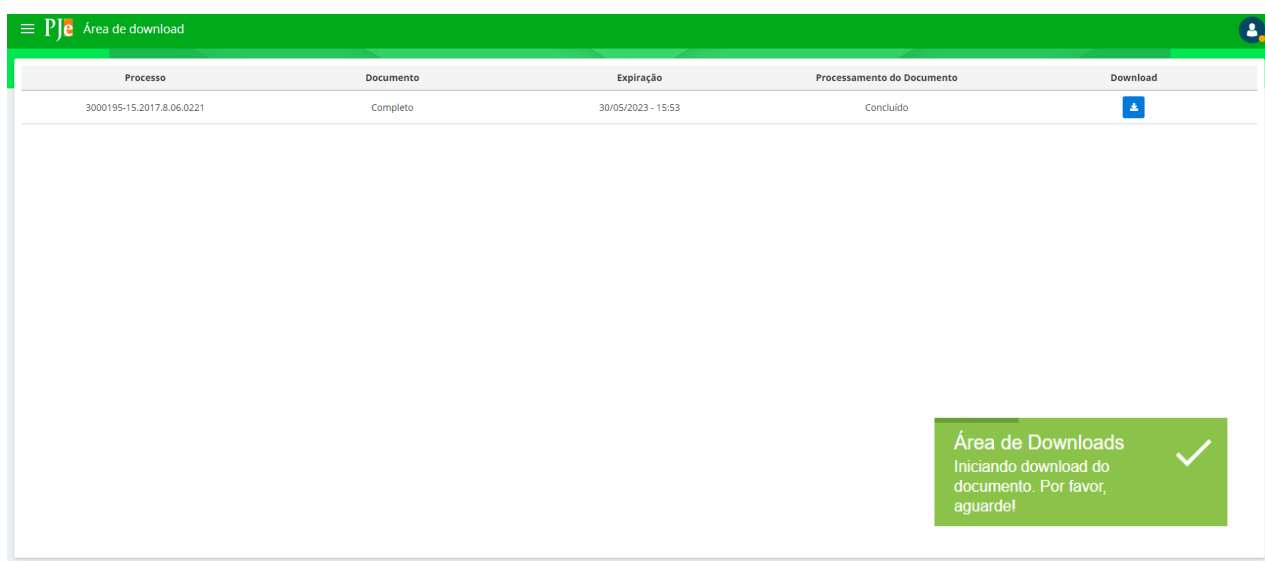 PJe Área de download
Processo Documento Expiração Processamento do Documento Download
3000195-15.2017.8.06.0221 Completo 30/05/2023 - 15:53 Concluído
Área de Downloads
Iniciando download do
documento. Por favor,
aguarde!